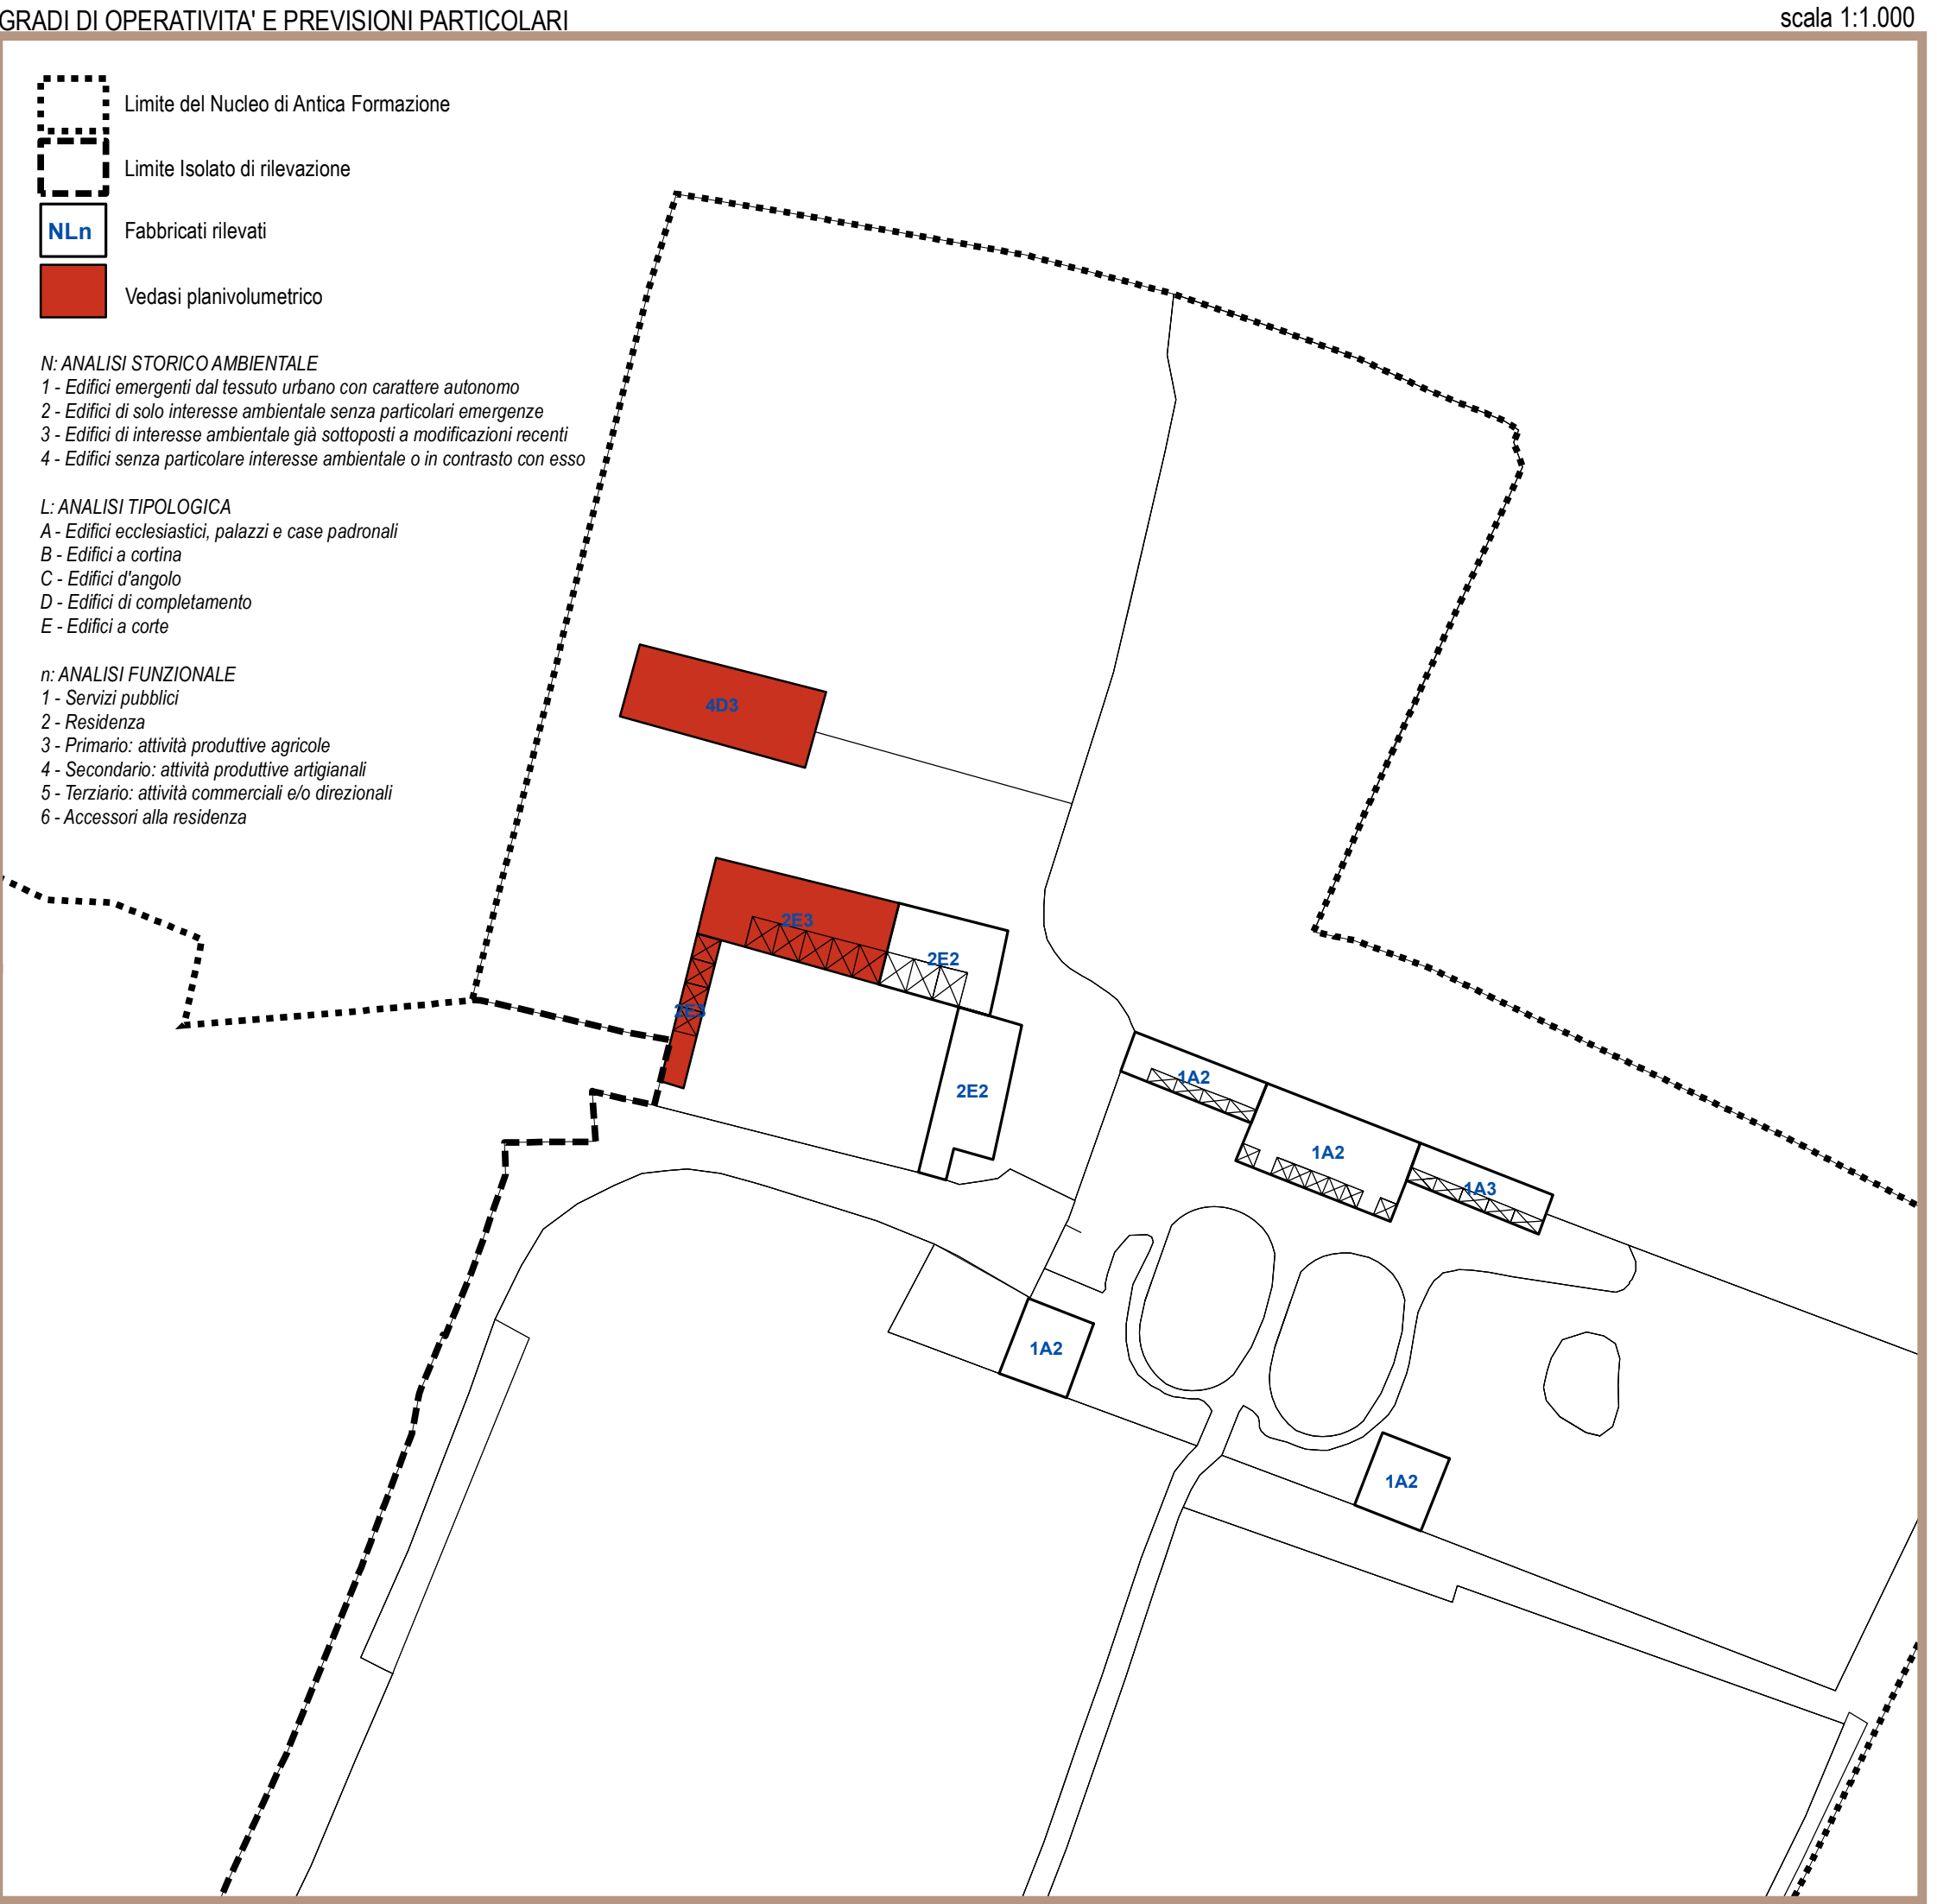 GRADI DI OPERATIVITA' E PREVISIONI PARTICOLARI
scala 1:1.000
Limite del Nucleo di Antica Formazione
Limite Isolato di rilevazione
NLn
Fabbricati rilevati
Vedasi planivolumetrico
N: ANALISI STORICO AMBIENTALE
1 - Edifici emergenti dal tessuto urbano con carattere autonomo
2 - Edifici di solo interesse ambientale senza particolari emergenze
3 - Edifici di interesse ambientale già sottoposti a modificazioni recenti
4 - Edifici senza particolare interesse ambientale o in contrasto con esso
L: ANALISI TIPOLOGICA
A - Edifici ecclesiastici, palazzi e case padronali
B - Edifici a cortina
C - Edifici d'angolo
D - Edifici di completamento
E - Edifici a corte
n: ANALISI FUNZIONALE
1 - Servizi pubblici
2 - Residenza
3 - Primario: attività produttive agricole
4 - Secondario: attività produttive artigianali
5 - Terziario: attività commerciali e/o direzionali
6 - Accessori alla residenza
4D3
2E3
2E2
2E3
2E2
1A2
1A2
1A3
1A2
1A2